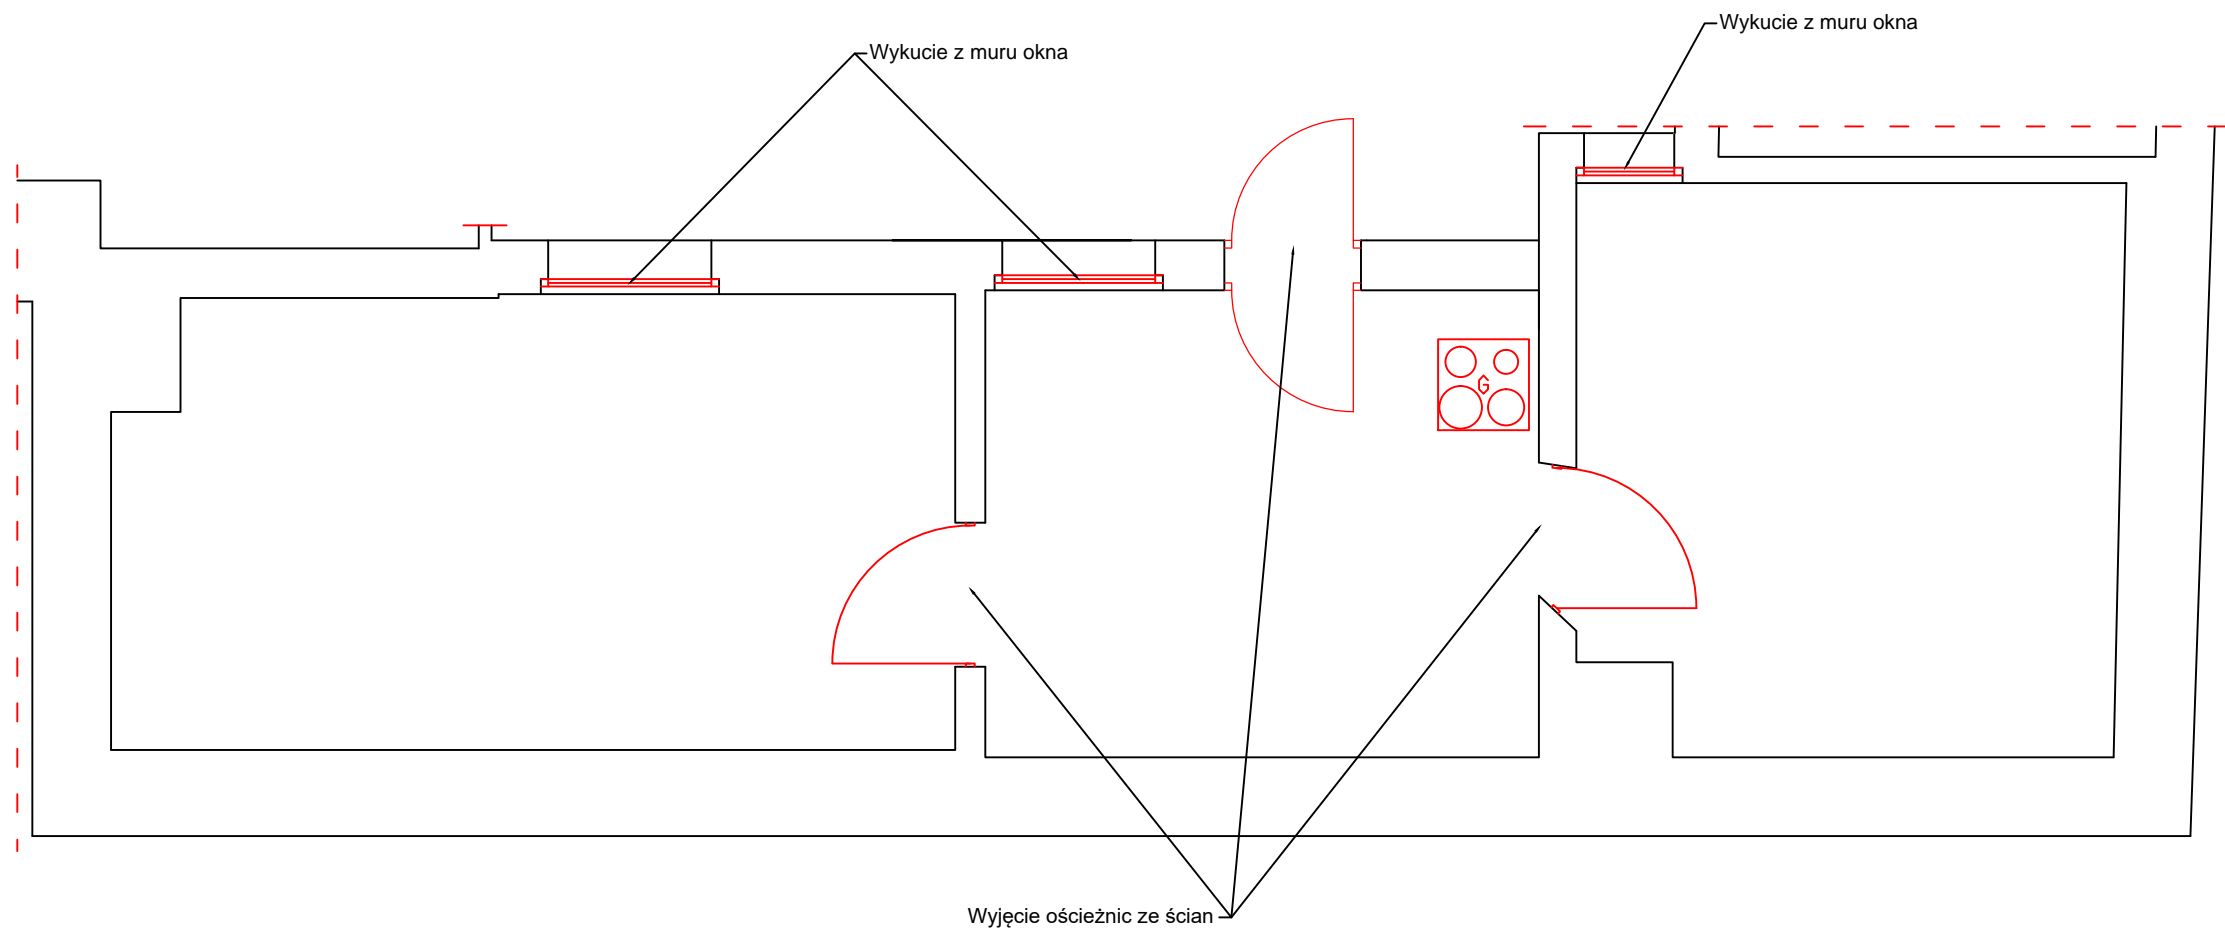 Wykucie z muru okna
Wykucie z muru okna
G
Wyjęcie ościeżnic ze ścian